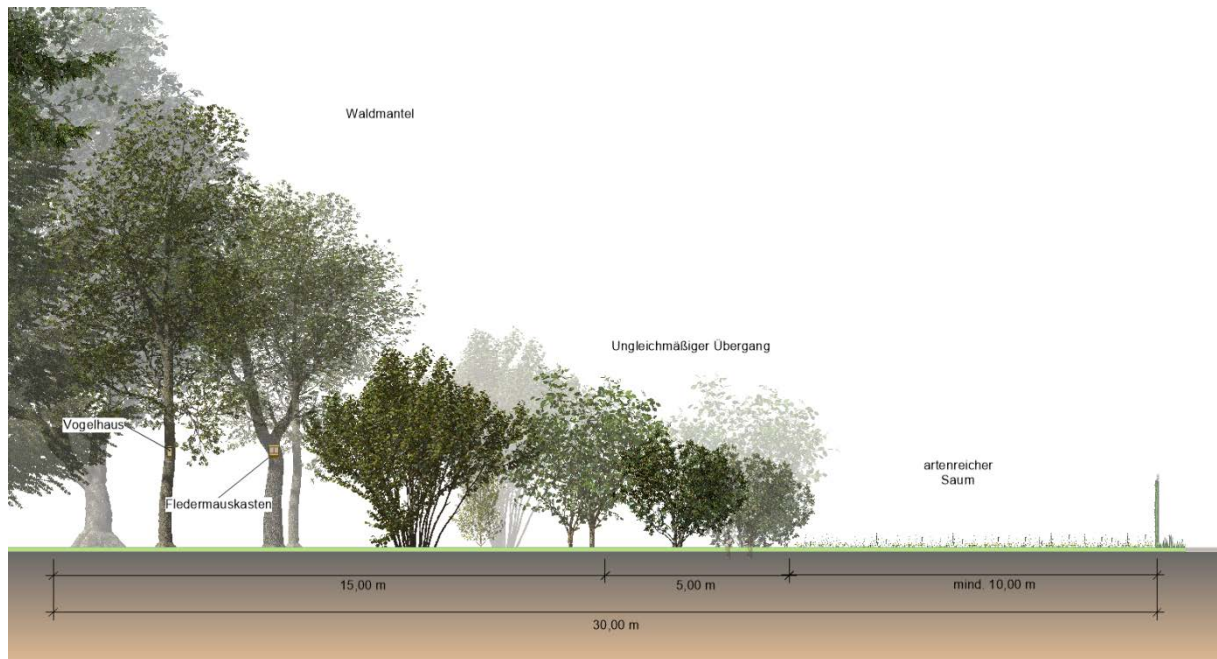 Waldmantel
Ungleichmäßiger Übergang
Vogelhaus
artenreicher
Saum
Fledermauskasten
15,00 m
5,00 m
mind. 10,00 m
30,00 m